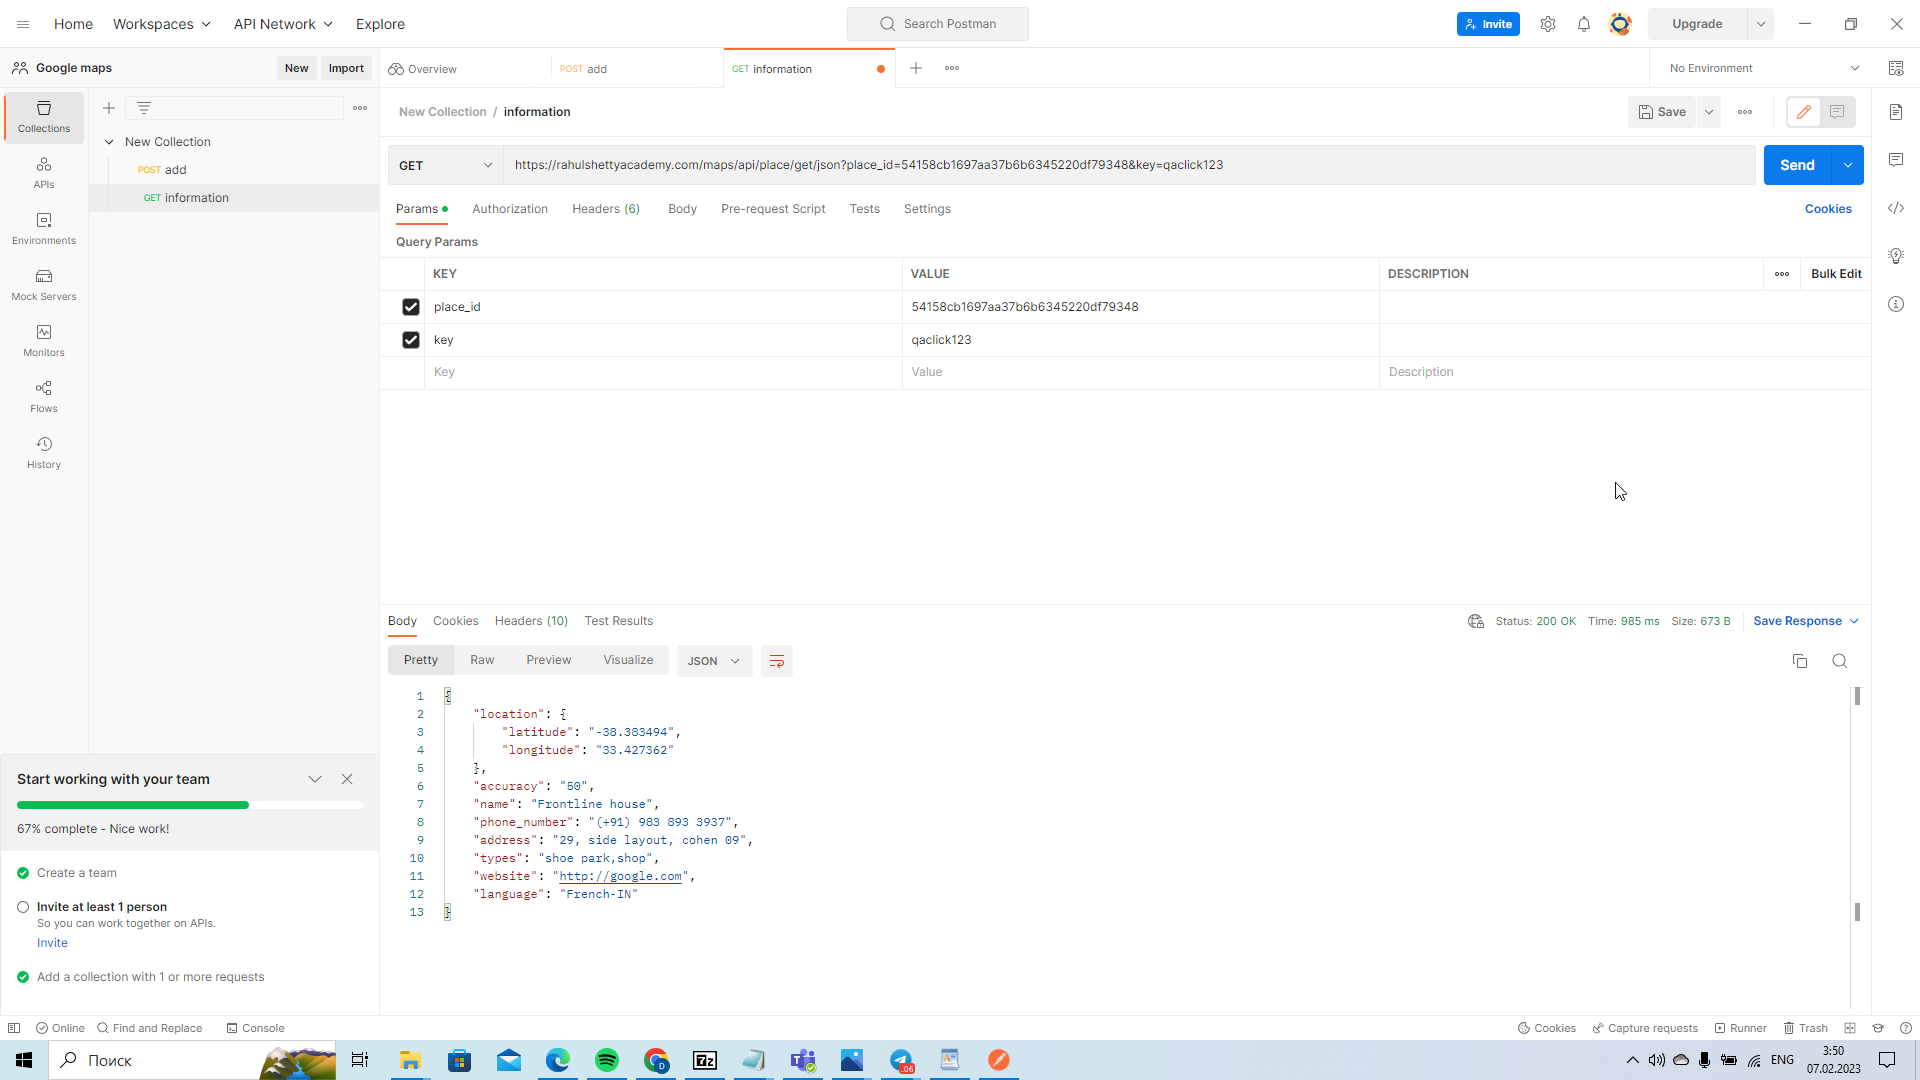 Home
Workspaces
API Network
Explore
Search Postman
Invite
Upgrade
Google maps
New
Import
Overview
POST add
GET information
No Environment
Collections
APIs
Environments
Mock Servers
Monitors
Flows
History
New Collection
POST add
GET information
New Collection / information
Save
GET
https://rahulshettyacademy.com/maps/api/place/get/json?place_id=54158cb1697aa37b6b6345220df79348&key=qaclick123
Send
Params
Authorization
Headers (6)
Body
Pre-request Script
Tests
Settings
Cookies
Query Params
KEY VALUE DESCRIPTION Bulk Edit
place_id 54158cb1697aa37b6b6345220df79348
key qaclick123
Key Value Description
Body
Cookies
Headers (10)
Test Results
Status: 200 OK Time: 985 ms Size: 673 B
Save Response
Pretty
Raw
Preview
Visualize
JSON
1 {
2 "location": {
3 "latitude": "-38.383494",
4 "longitude": "33.427362"
5 },
6 "accuracy": "50",
7 "name": "Frontline house",
8 "phone_number": "(+91) 983 893 3937",
9 "address": "29, side layout, cohen 09",
10 "types": "shoe park,shop",
11 "website": "http://google.com",
12 "language": "French-IN"
13 }
Start working with your team
67% complete - Nice work!
Create a team
Invite at least 1 person
So you can work together on APIs.
Invite
Add a collection with 1 or more requests
Online
Find and Replace
Console
Cookies
Capture requests
Runner
Trash
Поиск
7z
D
.06
ENG
3:50
07.02.2023